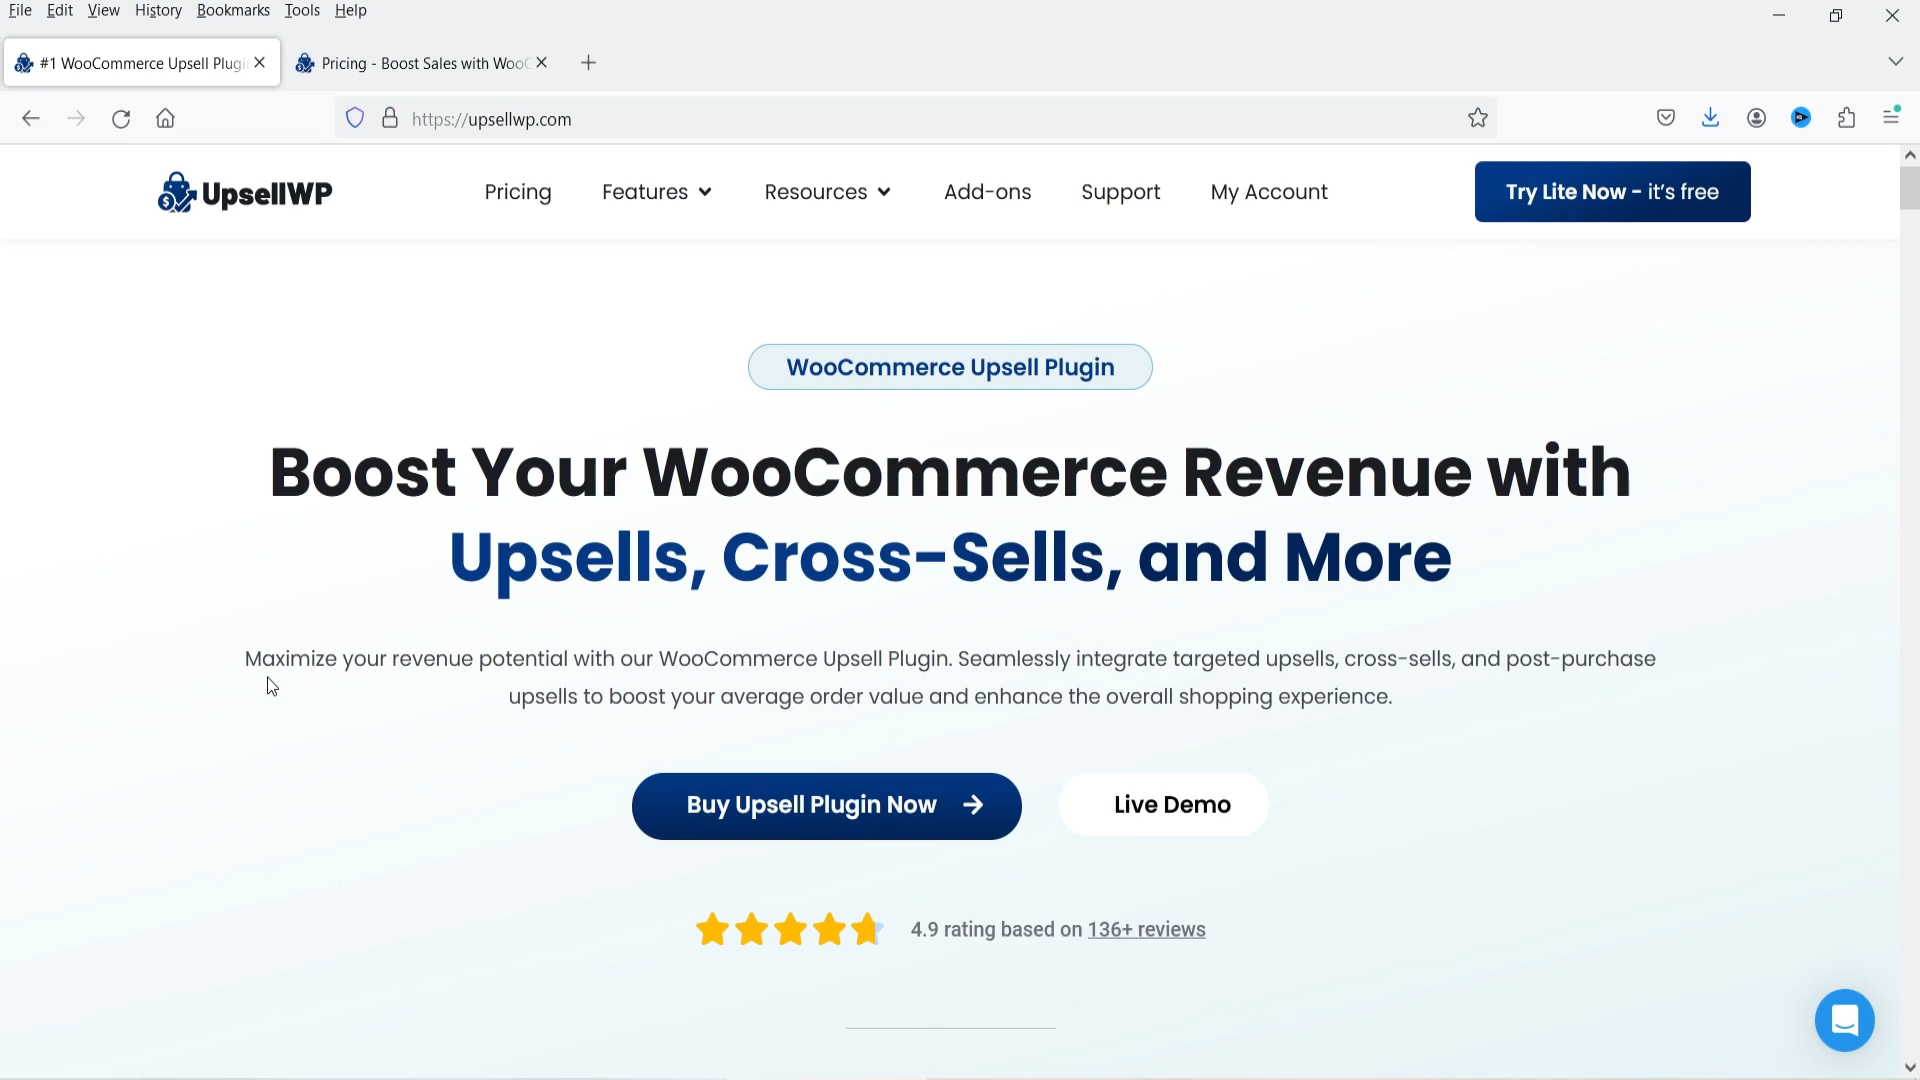 File Edit View History Bookmarks Tools Help
#1 WooCommerce Upsell Plugi
Pricing - Boost Sales with Woo
https://upsellwp.com
UpsellWP
Pricing
Features
Resources
Add-ons
Support
My Account
Try Lite Now - it's free
WooCommerce Upsell Plugin
Boost Your WooCommerce Revenue with
Upsells, Cross-Sells, and More
Maximize your revenue potential with our WooCommerce Upsell Plugin. Seamlessly integrate targeted upsells, cross-sells, and post-purchase
upsells to boost your average order value and enhance the overall shopping experience.
Buy Upsell Plugin Now
Live Demo
4.9 rating based on 136+ reviews